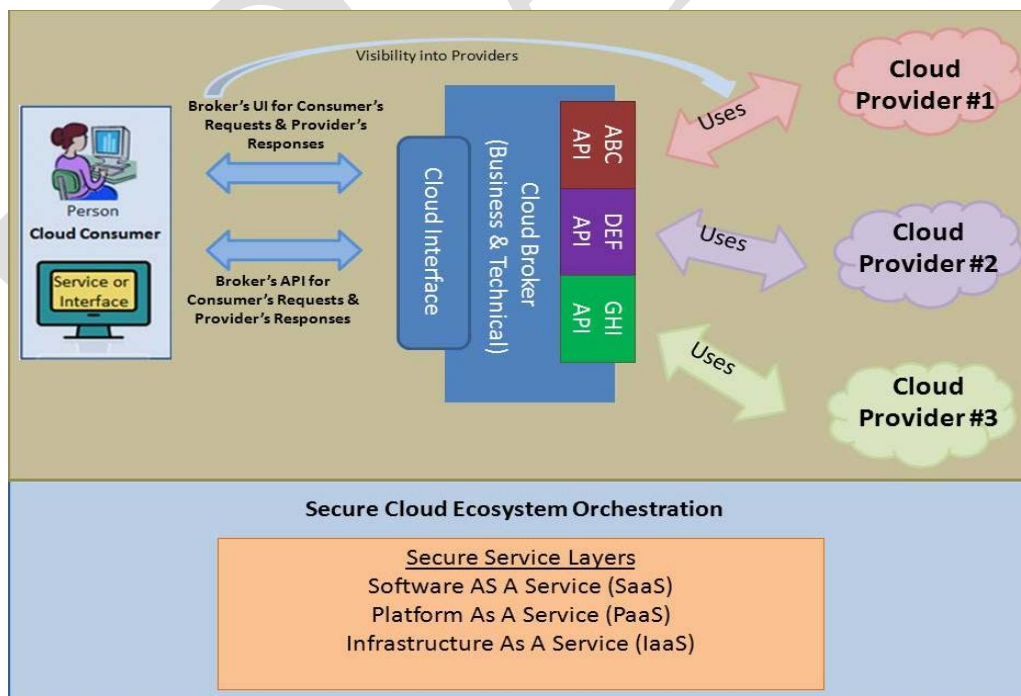 Visibility into Providers
Broker's UI for Consumer's
Requests & Provider's
Responses
Person
Cloud Consumer
Service or
Interface
Broker's API for
Consumer's Requests &
Provider's Responses
Cloud Interface
Cloud Broker
(Business & Technical)
ABC
API
DEF
API
GHI
API
Uses
Cloud
Provider #1
Uses
Cloud
Provider #2
Uses
Cloud
Provider #3
Secure Cloud Ecosystem Orchestration
Secure Service Layers
Software AS A Service (SaaS)
Platform As A Service (PaaS)
Infrastructure As A Service (IaaS)